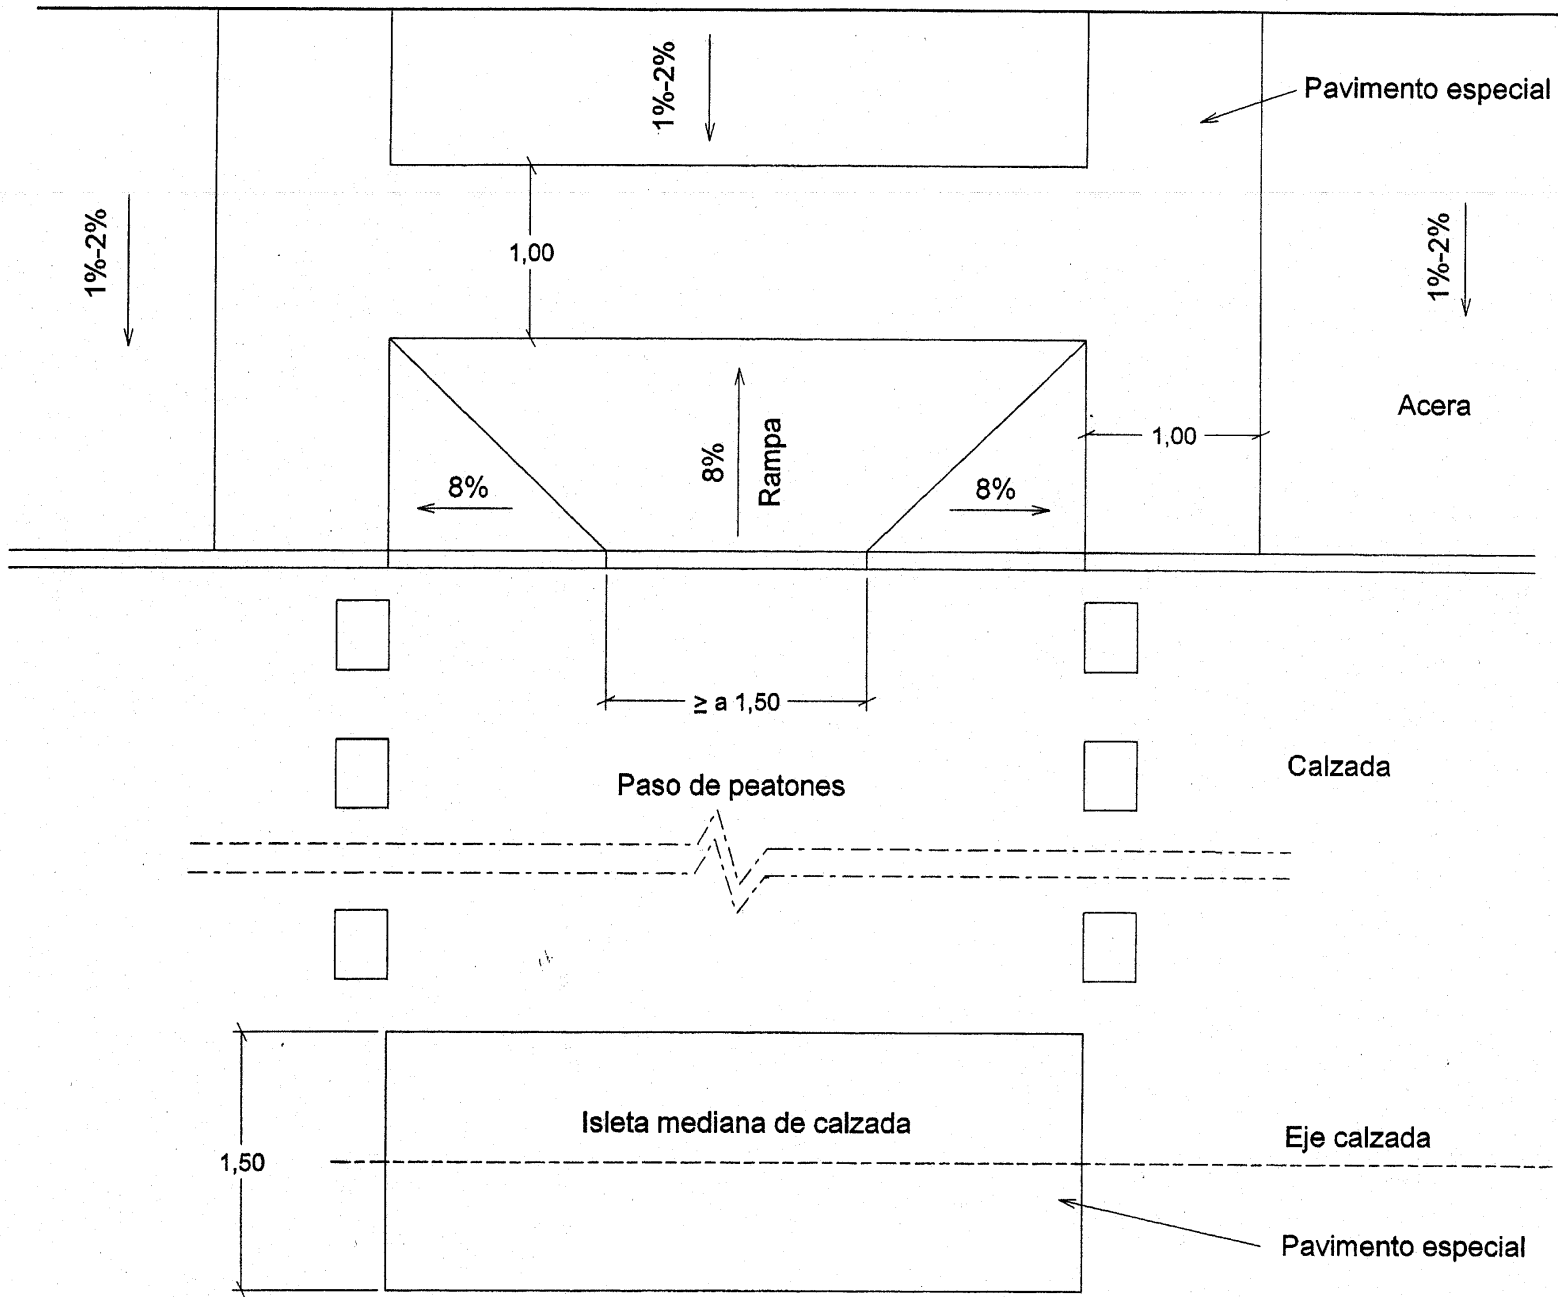 1%-2%
Pavimento especial
1%-2%
1%-2%
1,00
Acera
1,00
8%
Rampa
8%
8%
≥ a 1,50
Calzada
Paso de peatones
Isleta mediana de calzada
Eje calzada
1,50
Pavimento especial